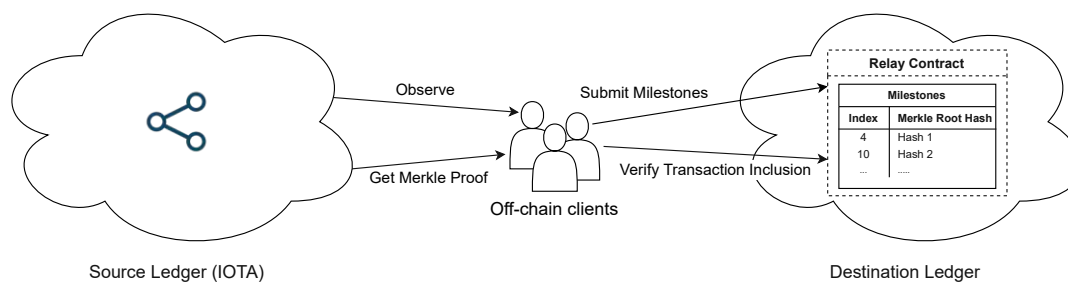 Observe
Get Merkle Proof
Source Ledger (IOTA)
Off-chain clients
Submit Milestones
Verify Transaction Inclusion
Relay Contract
Milestones
Index Merkle Root Hash
4 Hash 1
10 Hash 2
... .....
Destination Ledger